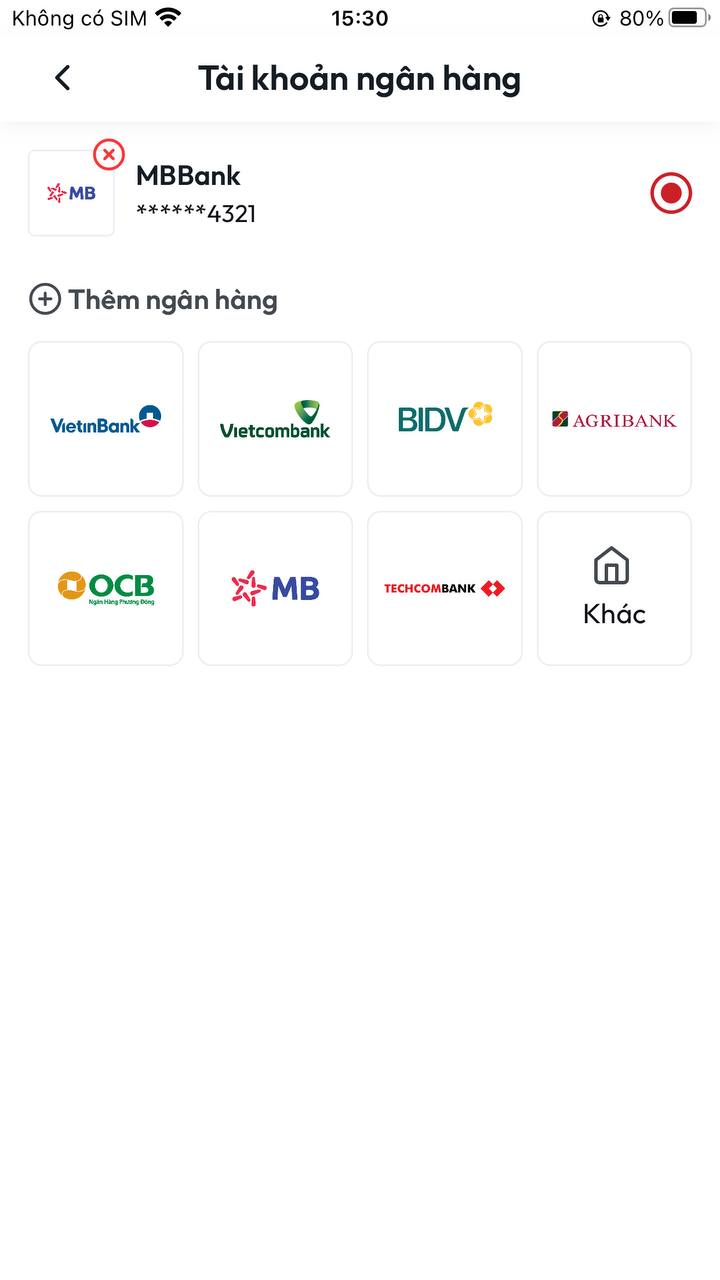 Không có SIM 15:30 80%
Tài khoản ngân hàng
MB
MBBank
******4321
Thêm ngân hàng
VietinBank Vietcombank BIDV AGRIBANK
OCB MB TECHCOMBANK
Ngân Hàng Phương Đông
Khác